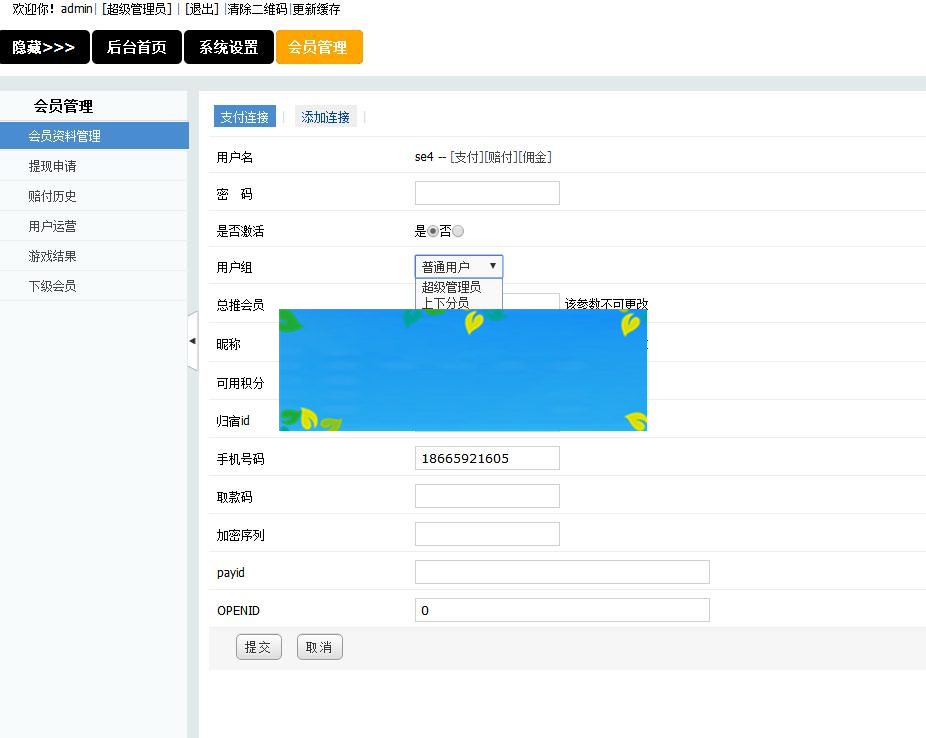 欢迎你！admin| [超级管理员] | [退出] |清除二维码|更新缓存
隐藏>>> 后台首页 系统设置 会员管理
会员管理
会员资料管理
提现申请
赔付历史
用户运营
游戏结果
下级会员
支付连接 | 添加连接 |
用户名 se4 -- [支付][赔付][佣金]
密 码
是否激活 是 否
用户组 普通用户
超级管理员
上下分员
总推会员 该参数不可更改
昵称
可用积分
归宿id
手机号码 18665921605
取款码
加密序列
payid
OPENID 0
提交 取消